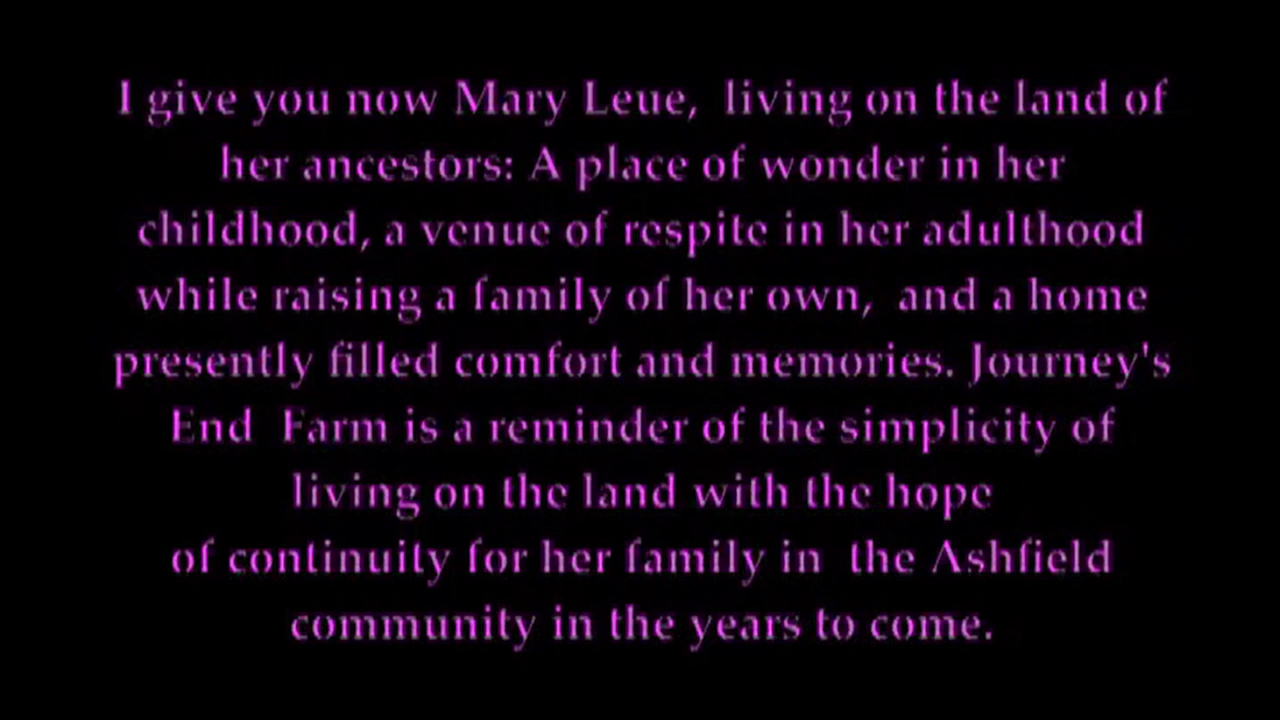 I give you now Mary Leue,  living on the land of
her ancestors: A place of wonder in her
childhood, a venue of respite in her adulthood
while raising a family of her own,  and a home
presently filled comfort and memories. Journey's
End  Farm is a reminder of the simplicity of
living on the land with the hope
of continuity for her family in  the Ashfield
community in the years to come.